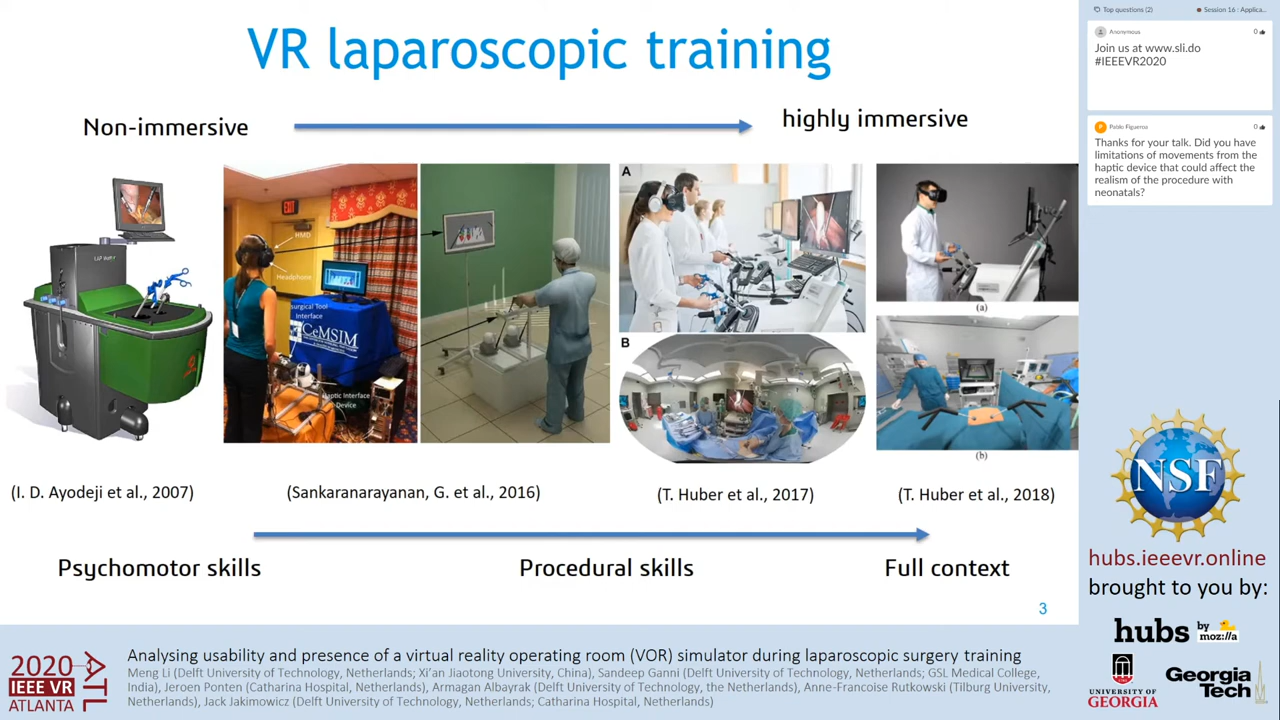 VR laparoscopic training
Non-immersive
highly immersive
LAP Mentor
EXIT
HMD
Headphone
Surgical Tool
Interface
CeMSIM
Haptic Interface
Device
A
B
(a)
(b)
(I. D. Ayodeji et al., 2007)
(Sankaranarayanan, G. et al., 2016)
(T. Huber et al., 2017)
(T. Huber et al., 2018)
Psychomotor skills
Procedural skills
Full context
3
Top questions (2)
Session 16 : Applica...
Anonymous
0
Join us at www.sli.do
#IEEEVR2020
P
Pablo Figueros
0
Thanks for your talk. Did you have
limitations of movements from the
haptic device that could affect the
realism of the procedure with
neonatals?
NSF
hubs.ieeevr.online
brought to you by:
hubs by
moz://a
UNIVERSITY OF
GEORGIA
Georgia
Tech
2020
IEEE VR
ATLANTA
ATL
Analysing usability and presence of a virtual reality operating room (VOR) simulator during laparoscopic surgery training
Meng Li (Delft University of Technology, Netherlands; Xi’an Jiaotong University, China), Sandeep Ganni (Delft University of Technology, Netherlands; GSL Medical College,
India), Jeroen Ponten (Catharina Hospital, Netherlands), Armagan Albayrak (Delft University of Technology, the Netherlands), Anne-Francoise Rutkowski (Tilburg University,
Netherlands), Jack Jakimowicz (Delft University of Technology, Netherlands; Catharina Hospital, Netherlands)